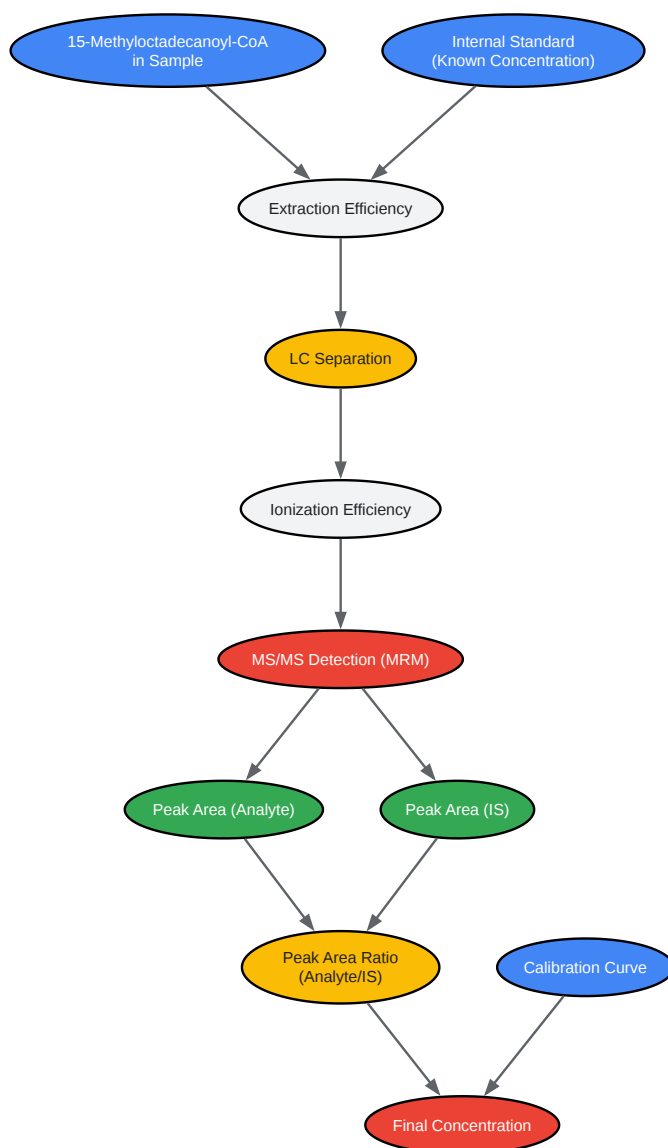 15-Methyloctadecanoyl-CoA
in Sample
Internal Standard
(Known Concentration)
Extraction Efficiency
LC Separation
Ionization Efficiency
MS/MS Detection (MRM)
Peak Area (Analyte)
Peak Area (IS)
Peak Area Ratio
(Analyte/IS)
Calibration Curve
Final Concentration